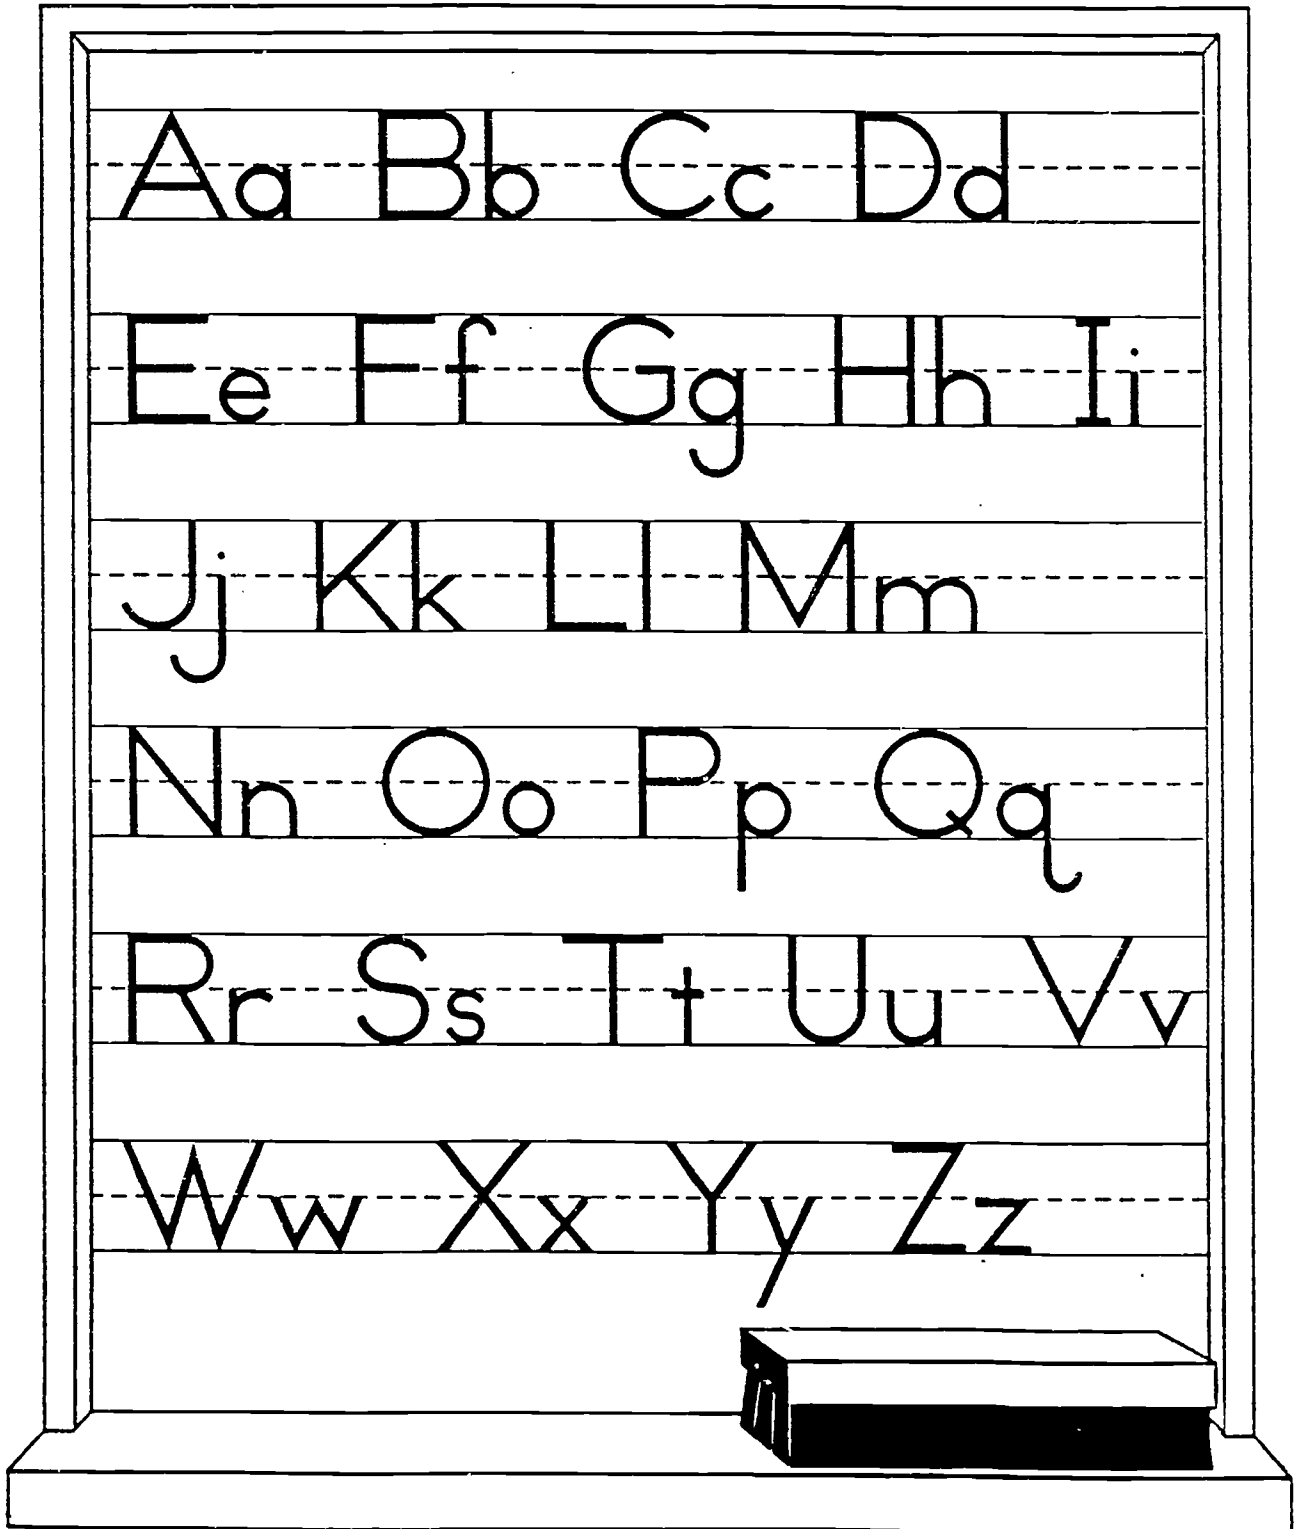 Aa Bb Cc Dd
Ee Ff Gg Hh Ii
Jj Kk Ll Mm
Nn Oo Pp Qq
Rr Ss Tt Uu Vv
Ww Xx Yy Zz